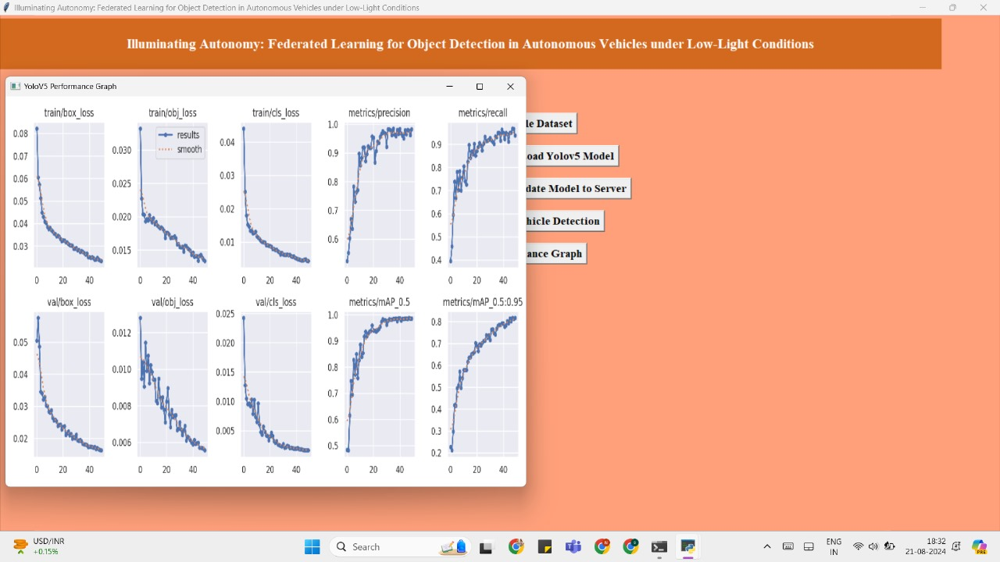 Illuminating Autonomy: Federated Learning for Object Detection in Autonomous Vehicles under Low-Light Conditions
Illuminating Autonomy: Federated Learning for Object Detection in Autonomous Vehicles under Low-Light Conditions
YoloV5 Performance Graph
train/box_loss train/obj_loss train/cls_loss metrics/precision metrics/recall
results
smooth
0.08
0.07
0.06
0.05
0.04
0.03
0 20 40
0.030
0.025
0.020
0.015
0 20 40
0.04
0.03
0.02
0.01
0 20 40
1.0
0.9
0.8
0.7
0.6
0 20 40
0.9
0.8
0.7
0.6
0.5
0.4
0 20 40
val/box_loss val/obj_loss val/cls_loss metrics/mAP_0.5 metrics/mAP_0.5:0.95
0.05
0.04
0.03
0.02
0 20 40
0.012
0.010
0.008
0.006
0 20 40
0.025
0.020
0.015
0.010
0.005
0 20 40
1.0
0.9
0.8
0.7
0.6
0.5
0 20 40
0.8
0.7
0.6
0.5
0.4
0.3
0.2
0 20 40
le Dataset
oad Yolov5 Model
date Model to Server
hicle Detection
ance Graph
USD/INR
+0.15%
Search
ENG
IN
18:32
21-08-2024
PRE